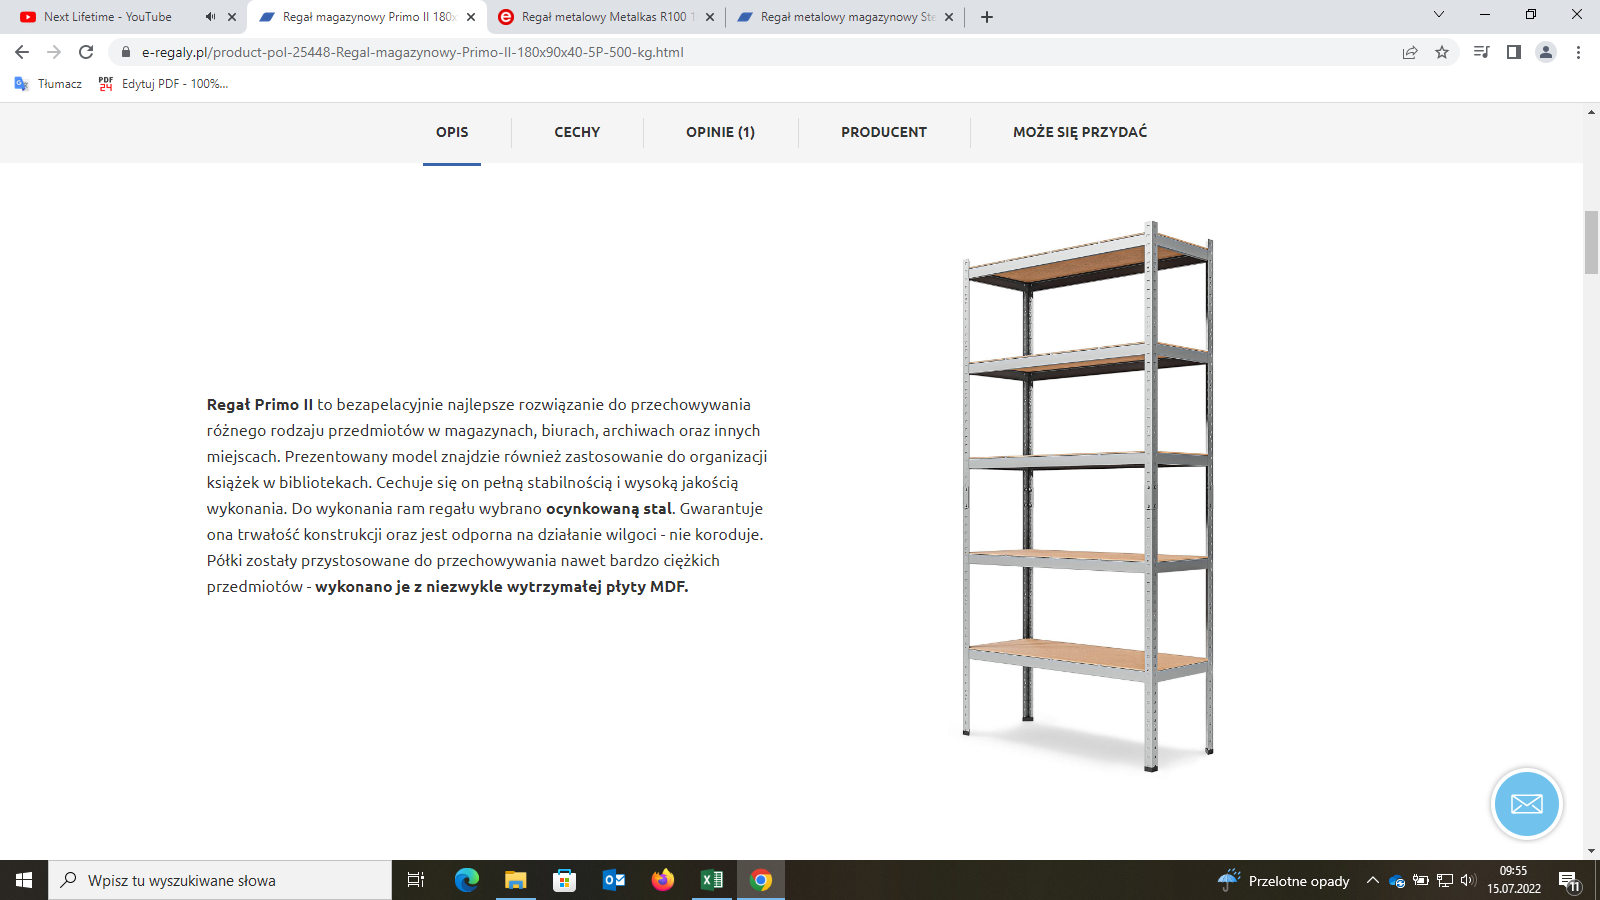 Next Lifetime - YouTube
Regał magazynowy Primo II 180x
Regał metalowy Metalkas R100 1
Regał metalowy magazynowy Ste
e-regaly.pl/product-pol-25448-Regal-magazynowy-Primo-II-180x90x40-5P-500-kg.html
Tłumacz
PDF 24
Edytuj PDF - 100%...
OPIS
CECHY
OPINIE (1)
PRODUCENT
MOŻE SIĘ PRZYDAĆ
Regał Primo II to bezapelacyjnie najlepsze rozwiązanie do przechowywania
różnego rodzaju przedmiotów w magazynach, biurach, archiwach oraz innych
miejscach. Prezentowany model znajdzie również zastosowanie do organizacji
książek w bibliotekach. Cechuje się on pełną stabilnością i wysoką jakością
wykonania. Do wykonania ram regału wybrano ocynkowaną stal. Gwarantuje
ona trwałość konstrukcji oraz jest odporna na działanie wilgoci - nie koroduje.
Półki zostały przystosowane do przechowywania nawet bardzo ciężkich
przedmiotów - wykonano je z niezwykle wytrzymałej płyty MDF.
Wpisz tu wyszukiwane słowa
Przelotne opady
09:55
15.07.2022
11